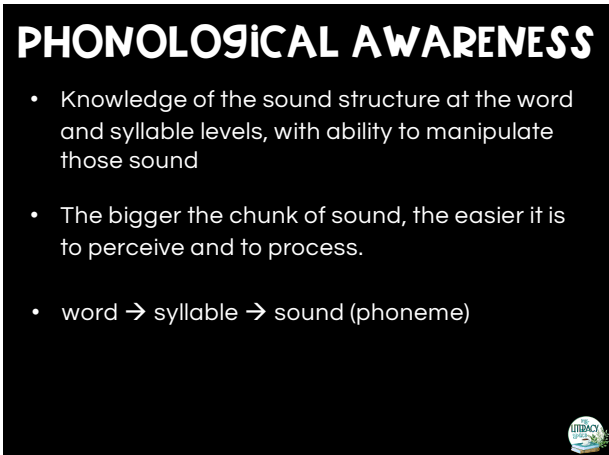 PHONOLOGiCAL AWARENESS
• Knowledge of the sound structure at the word
and syllable levels, with ability to manipulate
those sound
• The bigger the chunk of sound, the easier it is
to perceive and to process.
• word → syllable → sound (phoneme)
LITERACY